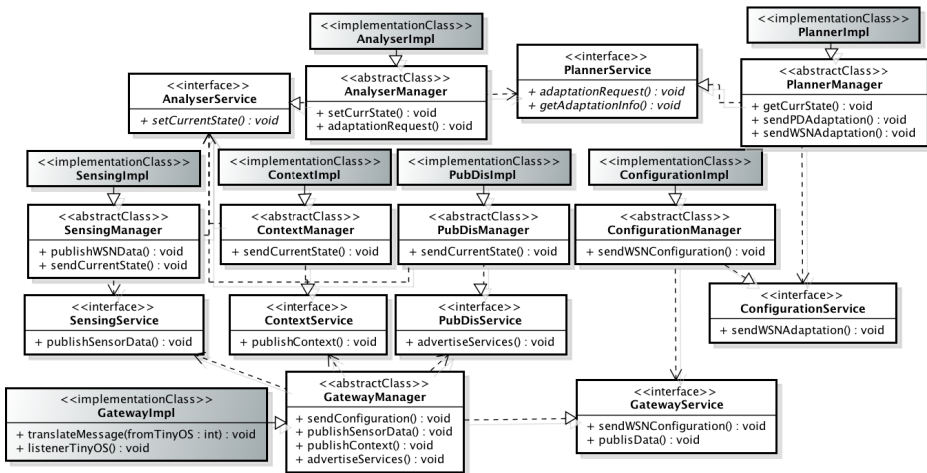 <<implementationClass>>
AnalyserImpl
<<implementationClass>>
PlannerImpl
<<interface>>
AnalyserService
+ setCurrentState() : void
<<abstractClass>>
AnalyserManager
+ setCurrState() : void
+ adaptationRequest() : void
<<interface>>
PlannerService
+ adaptationRequest() : void
+ getAdaptationInfo() : void
<<abstractClass>>
PlannerManager
+ getCurrState() : void
+ sendPDAdaptation() : void
+ sendWSNAdaptation() : void
<<implementationClass>>
SensingImpl
<<implementationClass>>
ContextImpl
<<implementationClass>>
PubDisImpl
<<implementationClass>>
ConfigurationImpl
<<abstractClass>>
SensingManager
+ publishWSNData() : void
+ sendCurrentState() : void
<<abstractClass>>
ContextManager
+ sendCurrentState() : void
<<abstractClass>>
PubDisManager
+ sendCurrentState() : void
<<abstractClass>>
ConfigurationManager
+ sendWSNConfiguration() : void
<<interface>>
SensingService
+ publishSensorData() : void
<<interface>>
ContextService
+ publishContext() : void
<<interface>>
PubDisService
+ advertiseServices() : void
<<interface>>
ConfigurationService
+ sendWSNAdaptation() : void
<<implementationClass>>
GatewayImpl
+ translateMessage(fromTinyOS : int) : void
+ listenerTinyOS() : void
<<abstractClass>>
GatewayManager
+ sendConfiguration() : void
+ publishSensorData() : void
+ publishContext() : void
+ advertiseServices() : void
<<interface>>
GatewayService
+ sendWSNConfiguration() : void
+ publisData() : void